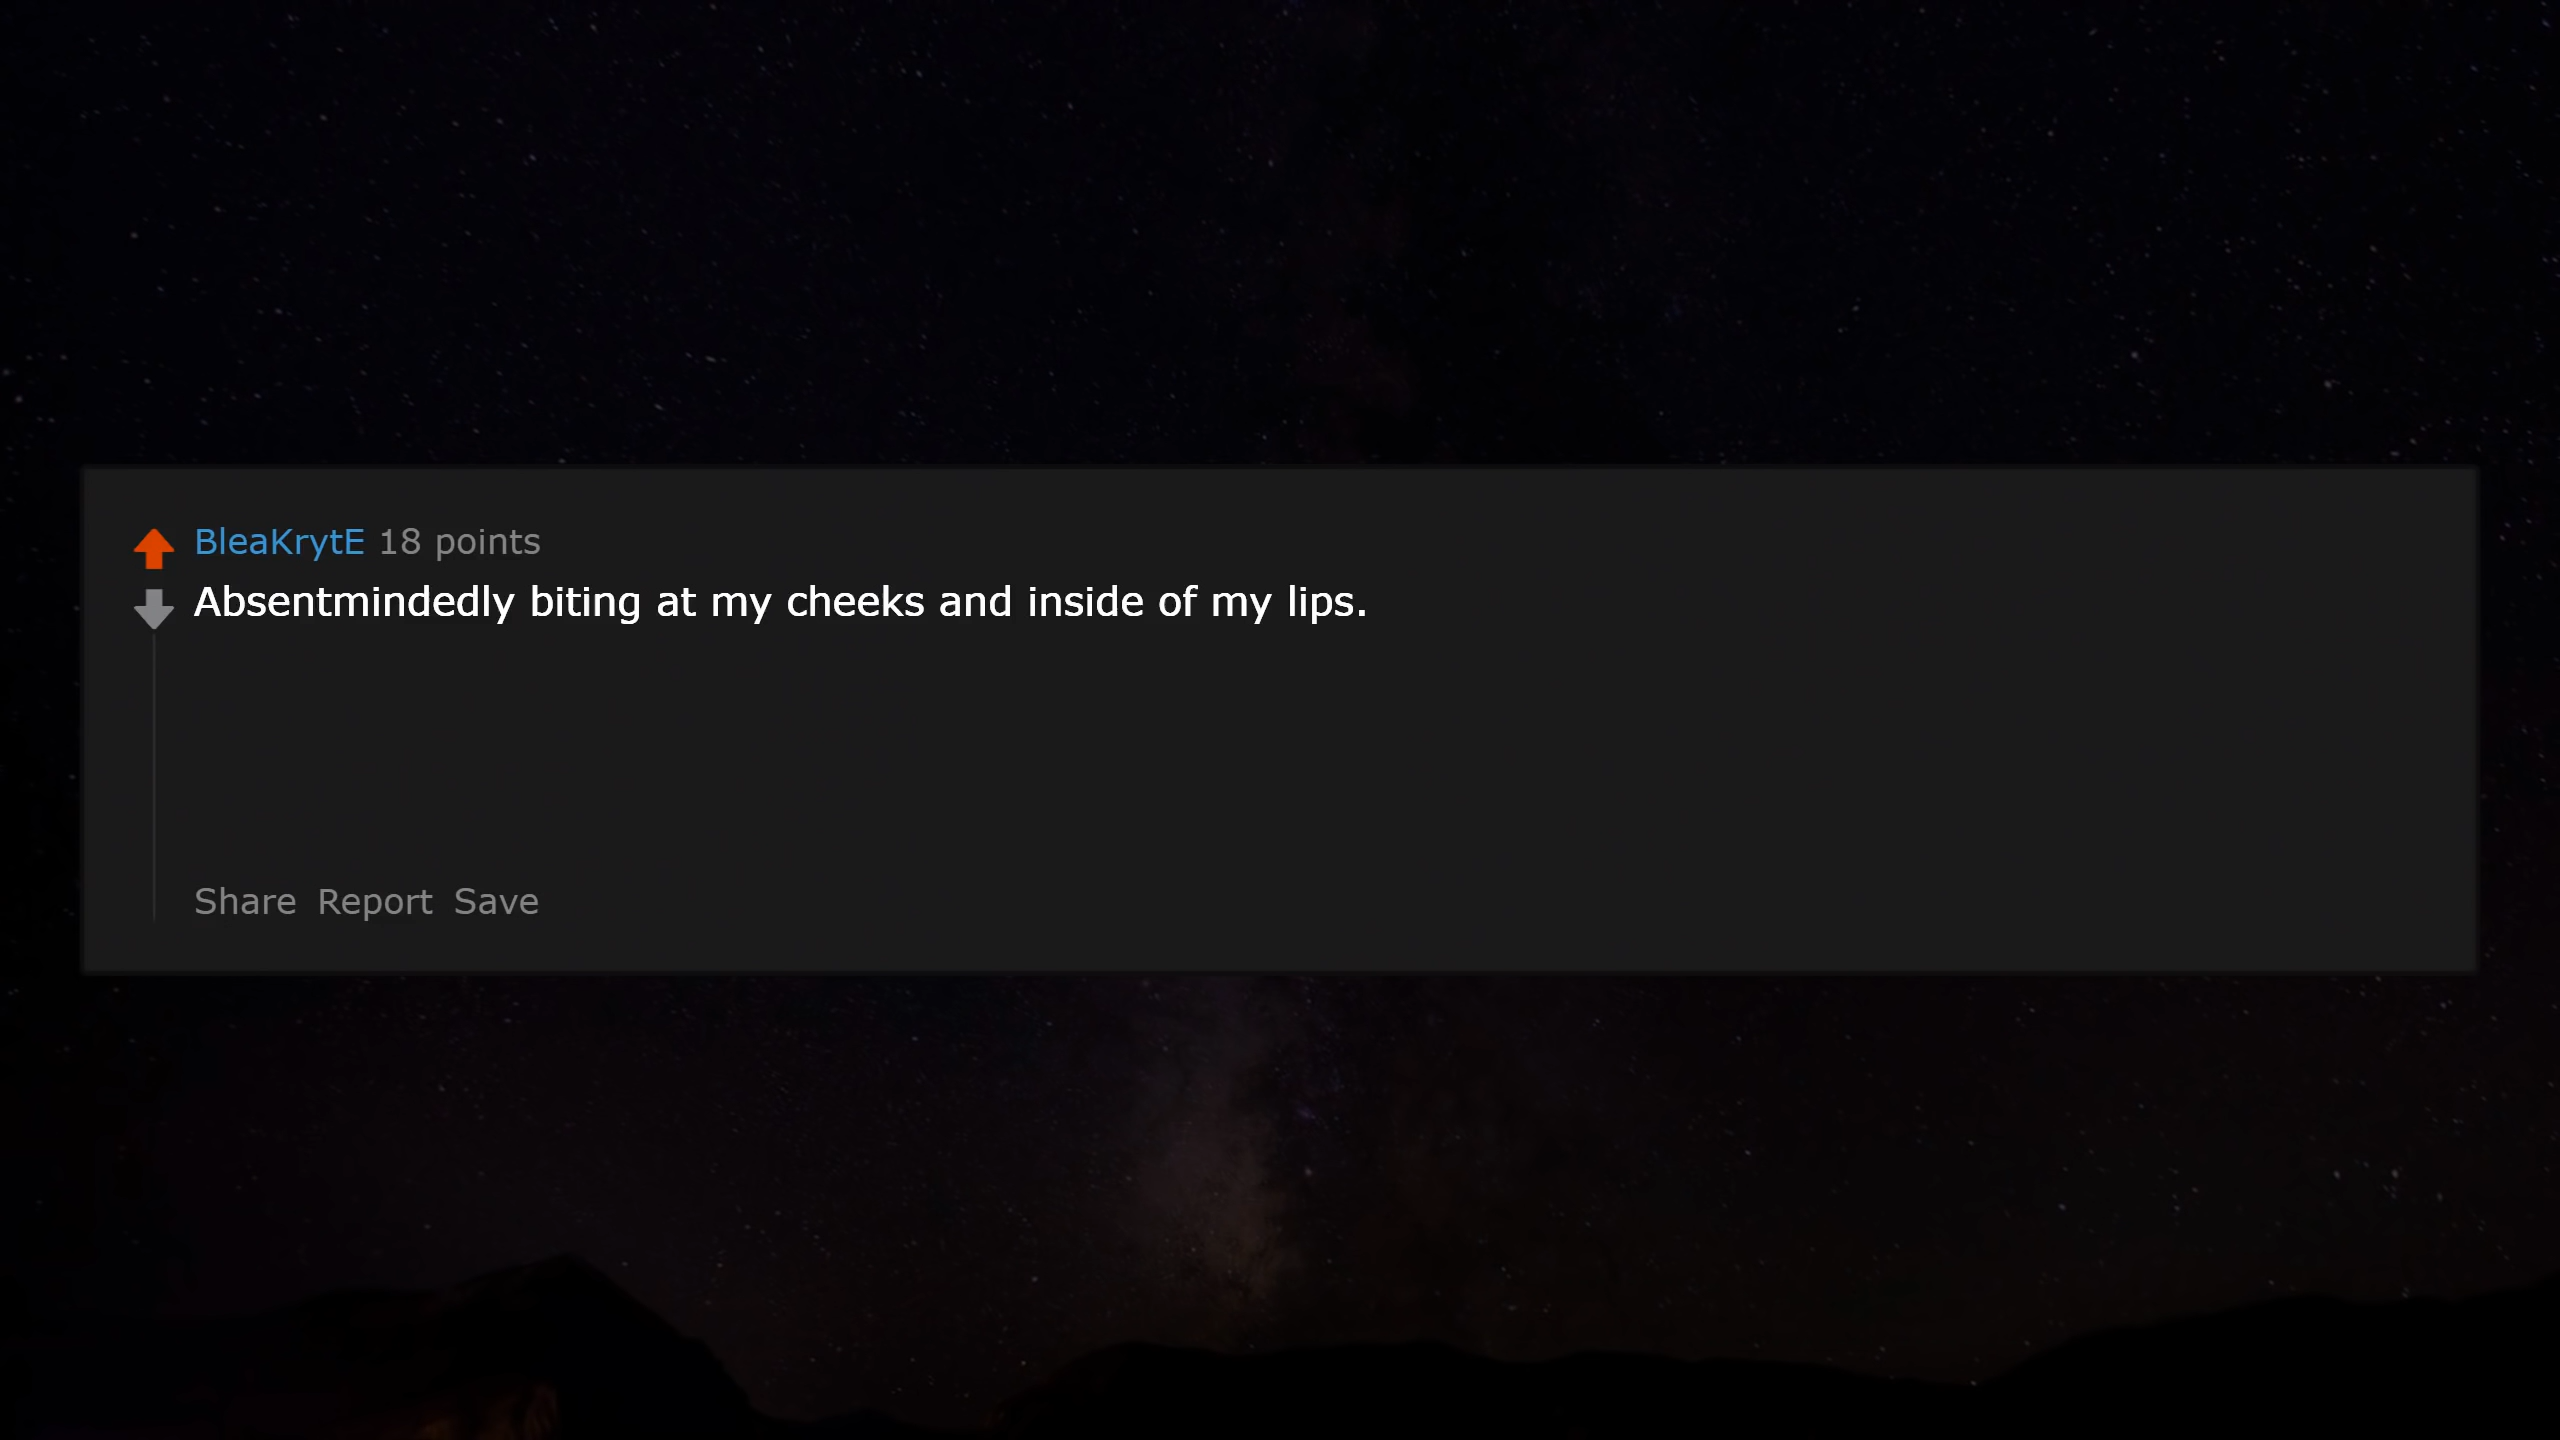 BleaKrytE 18 points
Absentmindedly biting at my cheeks and inside of my lips.
Share Report Save